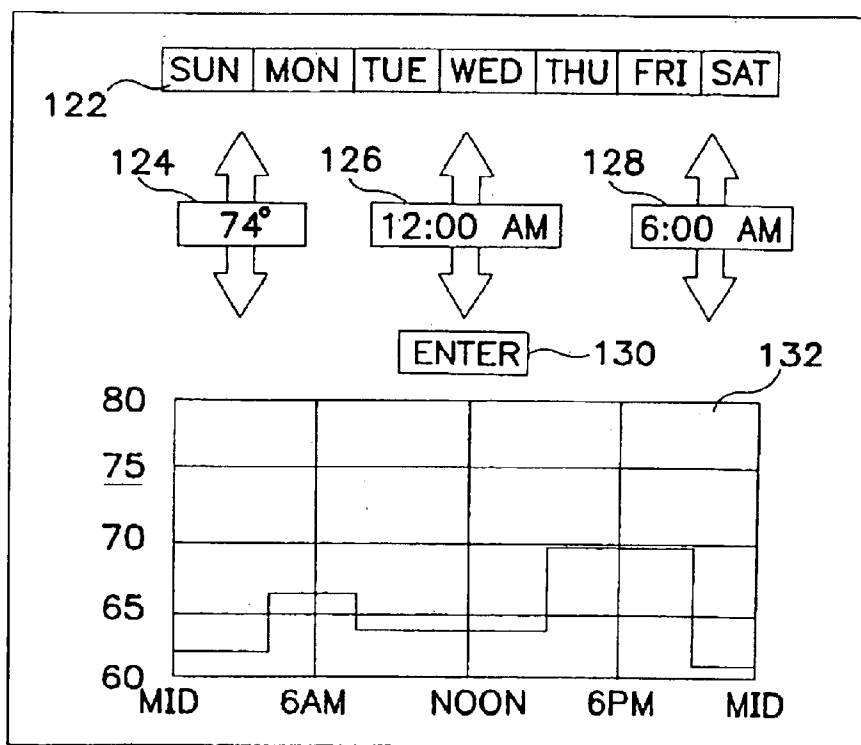 SUN MON TUE WED THU FRI SAT
122
124 126 128
74° 12:00 AM 6:00 AM
ENTER 130
132
80
75
70
65
60
MID 6AM NOON 6PM MID